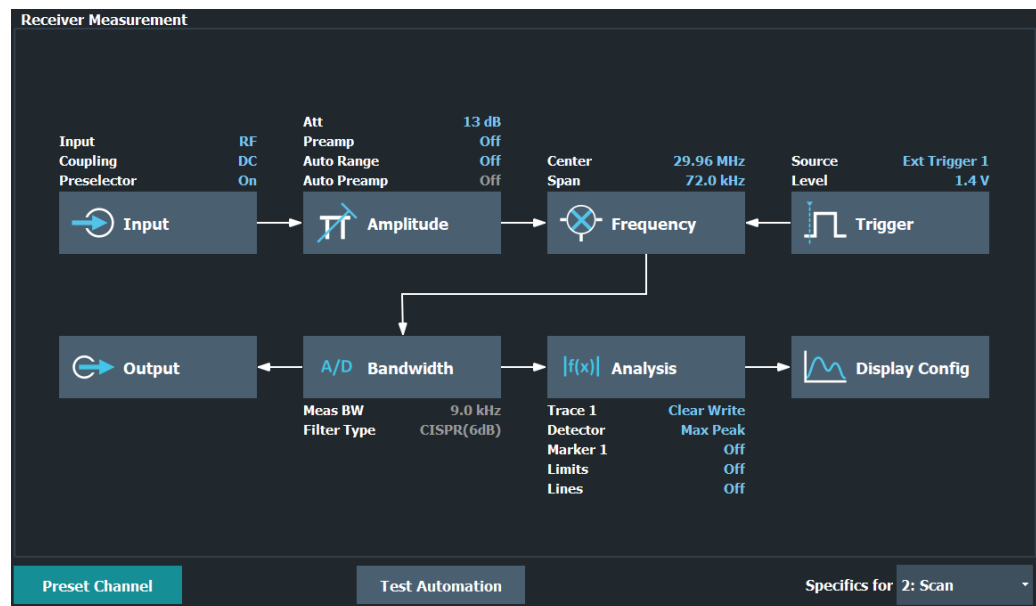 Receiver Measurement
Att 13 dB
Input RF Preamp Off
Coupling DC Auto Range Off Center 29.96 MHz Source Ext Trigger 1
Preselector On Auto Preamp Off Span 72.0 kHz Level 1.4 V
Input Amplitude Frequency Trigger
Output A/D Bandwidth |f(x)| Analysis Display Config
Meas BW 9.0 kHz Trace 1 Clear Write
Filter Type CISPR(6dB) Detector Max Peak
Marker 1 Off
Limits Off
Lines Off
Preset Channel Test Automation Specifics for 2: Scan